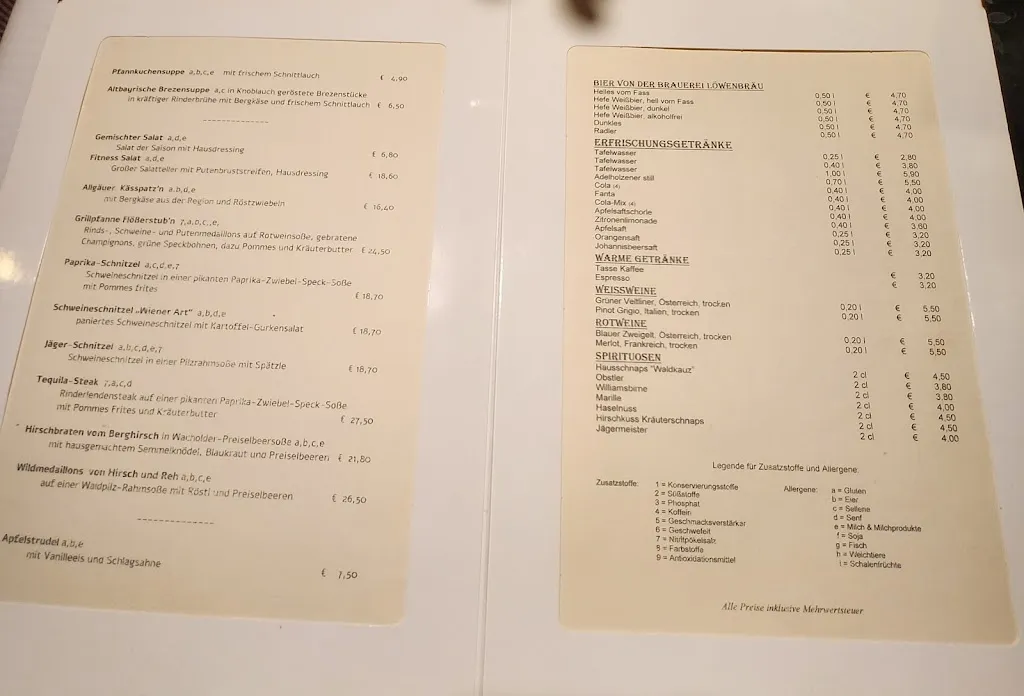 Pfannkuchensuppe a,b,c,e mit frischem Schnittlauch € 4,90
Altbayrische Brezensuppe a,c in Knoblauch geröstete Brezenstücke
in kräftiger Rinderbrühe mit Bergkäse und frischem Schnittlauch € 6,50
-------------
Gemischter Salat a,d,e
Salat der Saison mit Hausdressing € 6,80
Fitness Salat a,d,e
Großer Salatteller mit Putenbruststreifen, Hausdressing € 18,60
Allgäuer Kässpatz'n a,b,d,e
mit Bergkäse aus der Region und Röstzwiebeln € 16,40
Grillpfanne Flößerstub'n 7,a,b,c,e,
Rinds-, Schweine- und Putenmedaillons auf Rotweinsoße, gebratene
Champignons, grüne Speckbohnen, dazu Pommes und Kräuterbutter € 24,50
Paprika-Schnitzel a,c,d,e,7
Schweineschnitzel in einer pikanten Paprika-Zwiebel-Speck-Soße
mit Pommes frites € 18,70
Schweineschnitzel „Wiener Art" a,b,d,e
paniertes Schweineschnitzel mit Kartoffel-Gurkensalat € 18,70
Jäger-Schnitzel a,b,c,d,e,7
Schweineschnitzel in einer Pilzrahmsoße mit Spätzle € 18,70
Tequila-Steak 7,a,c,d
Rinderlendensteak auf einer pikanten Paprika-Zwiebel-Speck-Soße
mit Pommes Frites und Kräuterbutter € 27,50
Hirschbraten vom Berghirsch in Wacholder-Preiselbeersoße a,b,c,e
mit hausgemachtem Semmelknödel, Blaukraut und Preiselbeeren € 21,80
Wildmedaillons von Hirsch und Reh a,b,c,e
auf einer Waldpilz-Rahmsoße mit Rösti und Preiselbeeren € 26,50
-------------
Apfelstrudel a,b,e
mit Vanilleeis und Schlagsahne € 7,50
BIER VON DER BRAUEREI LÖWENBRÄU
Helles vom Fass 0,50 l € 4,70
Hefe Weißbier, hell vom Fass 0,50 l € 4,70
Hefe Weißbier, dunkel 0,50 l € 4,70
Hefe Weißbier, alkoholfrei 0,50 l € 4,70
Dunkles 0,50 l € 4,70
Radler 0,50 l € 4,70
ERFRISCHUNGSGETRÄNKE
Tafelwasser 0,25 l € 2,80
Tafelwasser 0,40 l € 3,80
Tafelwasser 1,00 l € 5,90
Adelholzener still 0,70 l € 5,50
Cola (4) 0,40 l € 4,00
Fanta 0,40 l € 4,00
Cola-Mix (4) 0,40 l € 4,00
Apfelsaftschorle 0,40 l € 4,00
Zitronenlimonade 0,40 l € 3,60
Apfelsaft 0,25 l € 3,20
Orangensaft 0,25 l € 3,20
Johannisbeersaft 0,25 l € 3,20
WARME GETRÄNKE
Tasse Kaffee € 3,20
Espresso € 3,20
WEISSWEINE
Grüner Veltliner, Österreich, trocken 0,20 l € 5,50
Pinot Grigio, Italien, trocken 0,20 l € 5,50
ROTWEINE
Blauer Zweigelt, Österreich, trocken 0,20 l € 5,50
Merlot, Frankreich, trocken 0,20 l € 5,50
SPIRITUOSEN
Hausschnaps "Waldkauz" 2 cl € 4,50
Obstler 2 cl € 3,80
Williamsbirne 2 cl € 3,80
Marille 2 cl € 4,00
Haselnuss 2 cl € 4,50
Hirschkuss Kräuterschnaps 2 cl € 4,50
Jägermeister 2 cl € 4,00
Legende für Zusatzstoffe und Allergene:
Zusatzstoffe: 1 = Konservierungsstoffe
2 = Süßstoffe
3 = Phosphat
4 = Koffein
5 = Geschmacksverstärker
6 = Geschwefelt
7 = Nitritpökelsalz
8 = Farbstoffe
9 = Antioxidationsmittel
Allergene: a = Gluten
b = Eier
c = Sellerie
d = Senf
e = Milch & Milchprodukte
f = Soja
g = Fisch
h = Weichtiere
i = Schalenfrüchte
Alle Preise inklusive Mehrwertsteuer